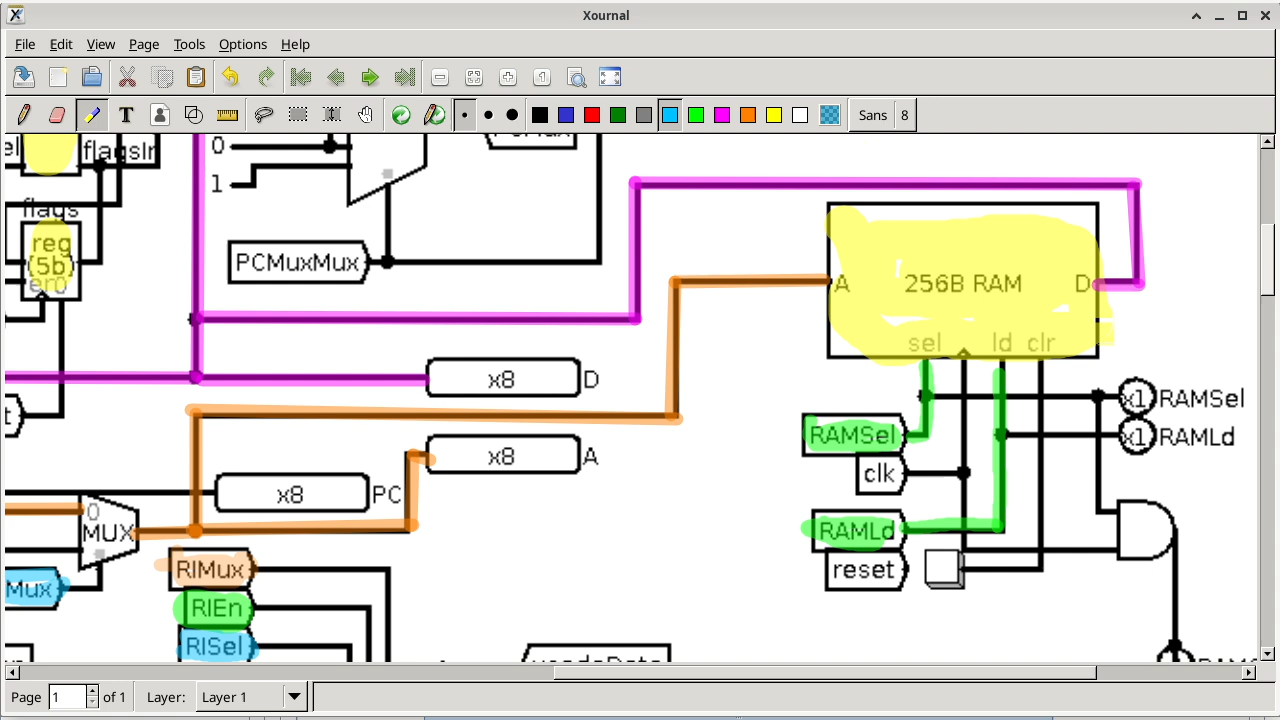 Xournal
File Edit View Page Tools Options Help
Sans 8
0
flagsIn
1
flags
reg
(5b)
PCMuxMux
A 256B RAM D
sel ld clr
x8 D
x1 RAMSel
RAMSel
x1 RAMLd
x8 A
clk
x8 PC
0
MUX
RAMLd
RIMux
reset
Mux
RIEn
RISel
Page 1 of 1 Layer: Layer 1